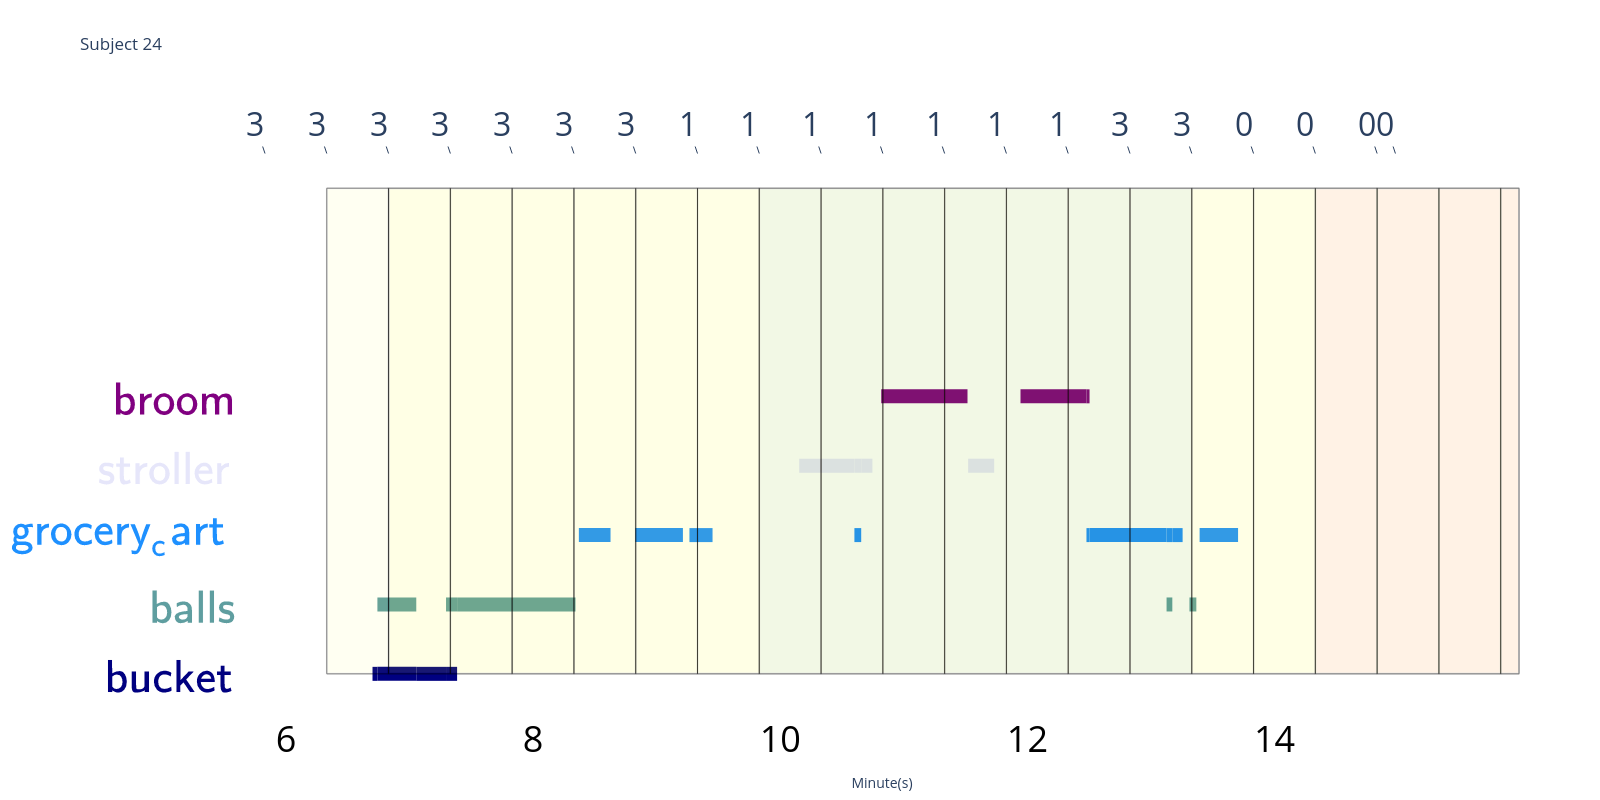 Subject 24
3 3 3 3 3 3 3 1 1 1 1 1 1 1 3 3 0 0 00
broom
stroller
grocery_cart
balls
bucket
6 8 10 12 14
Minute(s)